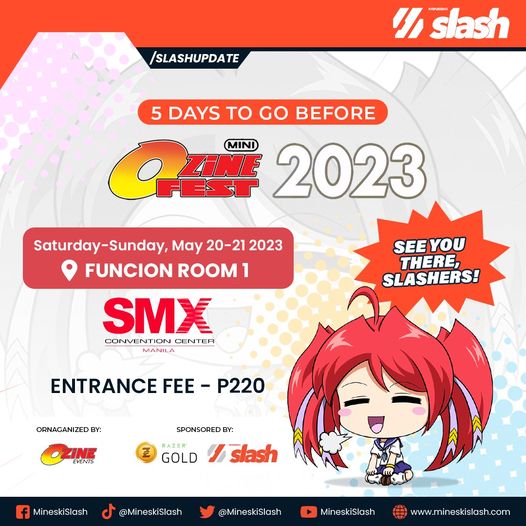 MINESKI
slash
/SLASHUPDATE
5 DAYS TO GO BEFORE
MINI
OZINE
FEST
2023
Saturday-Sunday, May 20-21 2023
FUNCION ROOM 1
SEE YOU
THERE,
SLASHERS!
SMX
CONVENTION CENTER
MANILA
ENTRANCE FEE - P220
ORNAGANIZED BY:
SPONSORED BY:
OZINE
EVENTS
RAZER
GOLD
slash
MineskiSlash
@MineskiSlash
@MineskiSlash
MineskiSlash
www.mineskislash.com